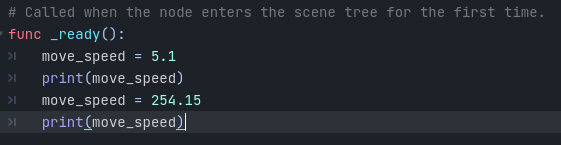 # Called when the node enters the scene tree for the first time.
func _ready():
move_speed = 5.1
print(move_speed)
move_speed = 254.15
print(move_speed)